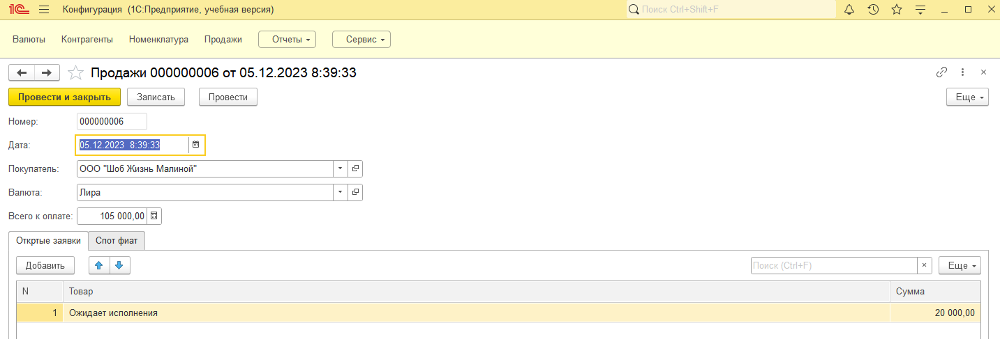 1С Конфигурация (1С:Предприятие, учебная версия) Поиск Ctrl+Shift+F
Валюты Контрагенты Номенклатура Продажи Отчеты Сервис
Продажи 000000006 от 05.12.2023 8:39:33
Провести и закрыть Записать Провести Еще
Номер: 000000006
Дата: 05.12.2023 8:39:33
Покупатель: ООО "Шоб Жизнь Малиной"
Валюта: Лира
Всего к оплате: 105 000,00
Откртые заявки Спот фиат
Добавить Поиск (Ctrl+F) × Еще
N Товар Сумма
1 Ожидает исполнения 20 000,00